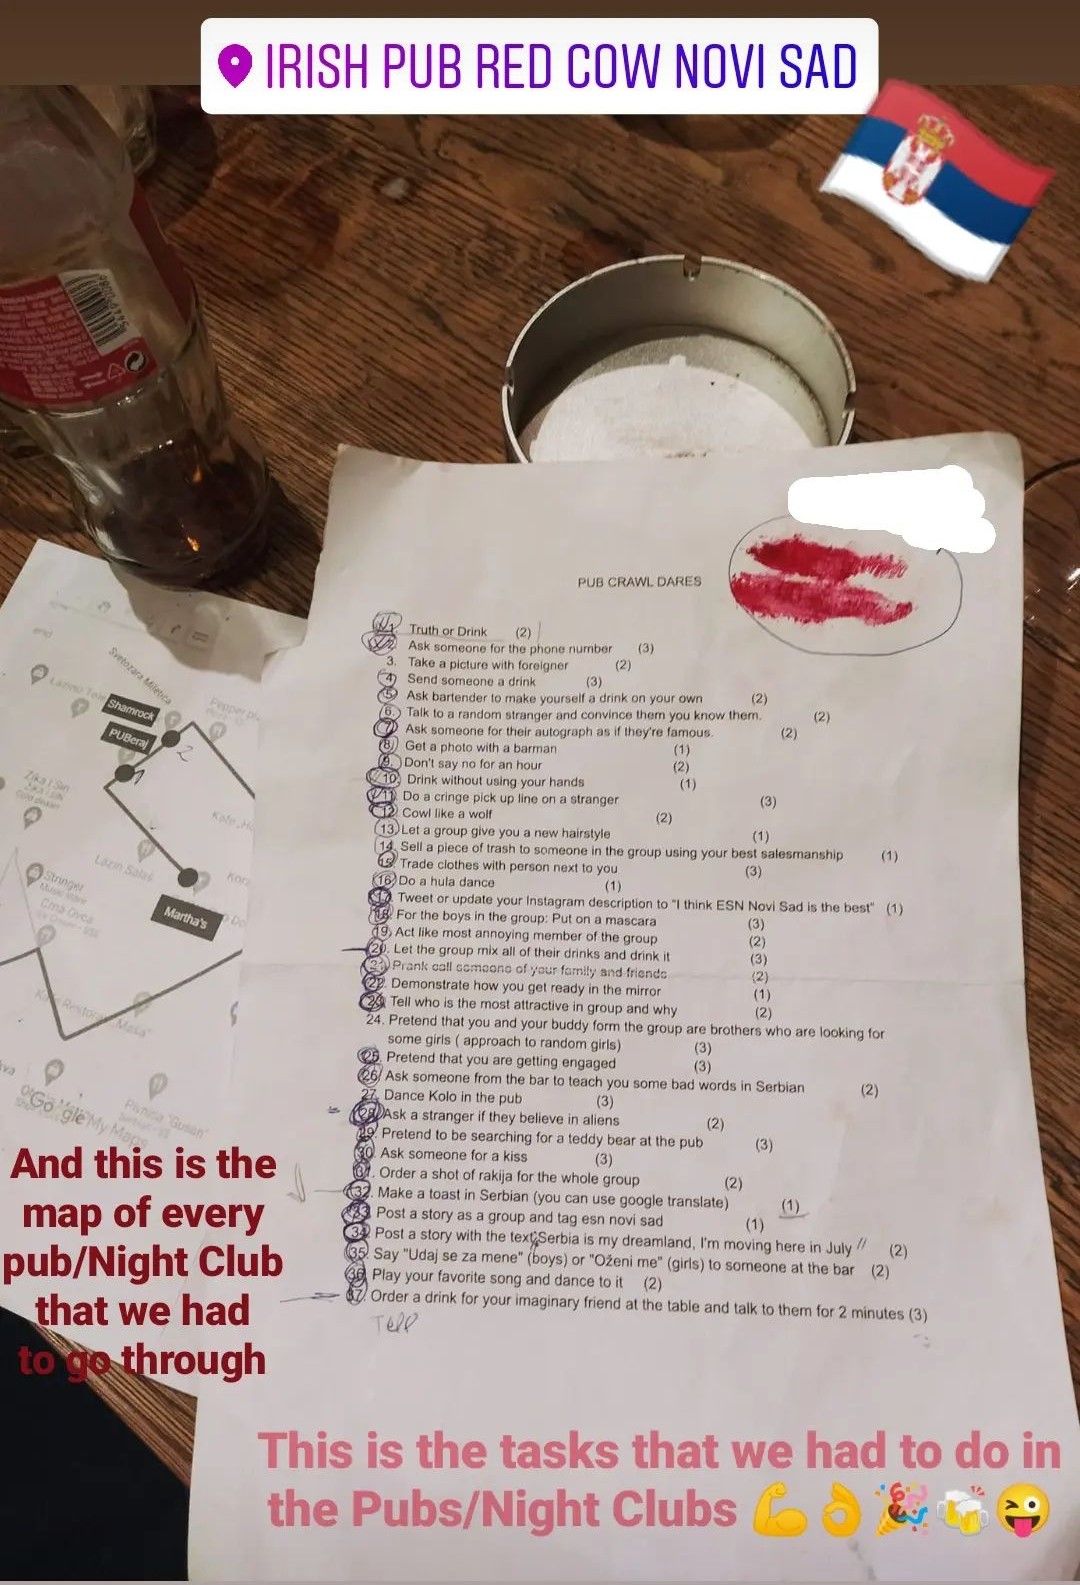 IRISH PUB RED COW NOVI SAD
PUB CRAWL DARES
1. Truth or Drink (2)
2. Ask someone for the phone number (3)
3. Take a picture with foreigner (2)
4. Send someone a drink (3)
5. Ask bartender to make yourself a drink on your own (2)
6. Talk to a random stranger and convince them you know them. (2)
7. Ask someone for their autograph as if they're famous. (2)
8. Get a photo with a barman (1)
9. Don't say no for an hour (2)
10. Drink without using your hands (1)
11. Do a cringe pick up line on a stranger (3)
12. Cowl like a wolf (2)
13. Let a group give you a new hairstyle (1)
14. Sell a piece of trash to someone in the group using your best salesmanship (1)
15. Trade clothes with person next to you (3)
16. Do a hula dance (1)
17. Tweet or update your Instagram description to "I think ESN Novi Sad is the best" (1)
18. For the boys in the group: Put on a mascara (3)
19. Act like most annoying member of the group (2)
20. Let the group mix all of their drinks and drink it (3)
21. Prank call someone of your family and friends (2)
22. Demonstrate how you get ready in the mirror (1)
23. Tell who is the most attractive in group and why (2)
24. Pretend that you and your buddy form the group are brothers who are looking for
some girls ( approach to random girls) (3)
25. Pretend that you are getting engaged (3)
26. Ask someone from the bar to teach you some bad words in Serbian (2)
27. Dance Kolo in the pub (3)
28. Ask a stranger if they believe in aliens (2)
29. Pretend to be searching for a teddy bear at the pub (3)
30. Ask someone for a kiss (3)
31. Order a shot of rakija for the whole group (2)
32. Make a toast in Serbian (you can use google translate) (1)
33. Post a story as a group and tag esn novi sad (1)
34. Post a story with the text "Serbia is my dreamland, I'm moving here in July" (2)
35. Say "Udaj se za mene" (boys) or "Oženi me" (girls) to someone at the bar (2)
36. Play your favorite song and dance to it (2)
37. Order a drink for your imaginary friend at the table and talk to them for 2 minutes (3)
Tell
Svetozara Miletića
Shamrock
PUBeraj
2
1
Lazin Salaš
Stringer
Music store
Crna Ovca
Martha's
Google My Maps
And this is the
map of every
pub/Night Club
that we had
to go through
This is the tasks that we had to do in
the Pubs/Night Clubs 💪👌🎉🍻😜